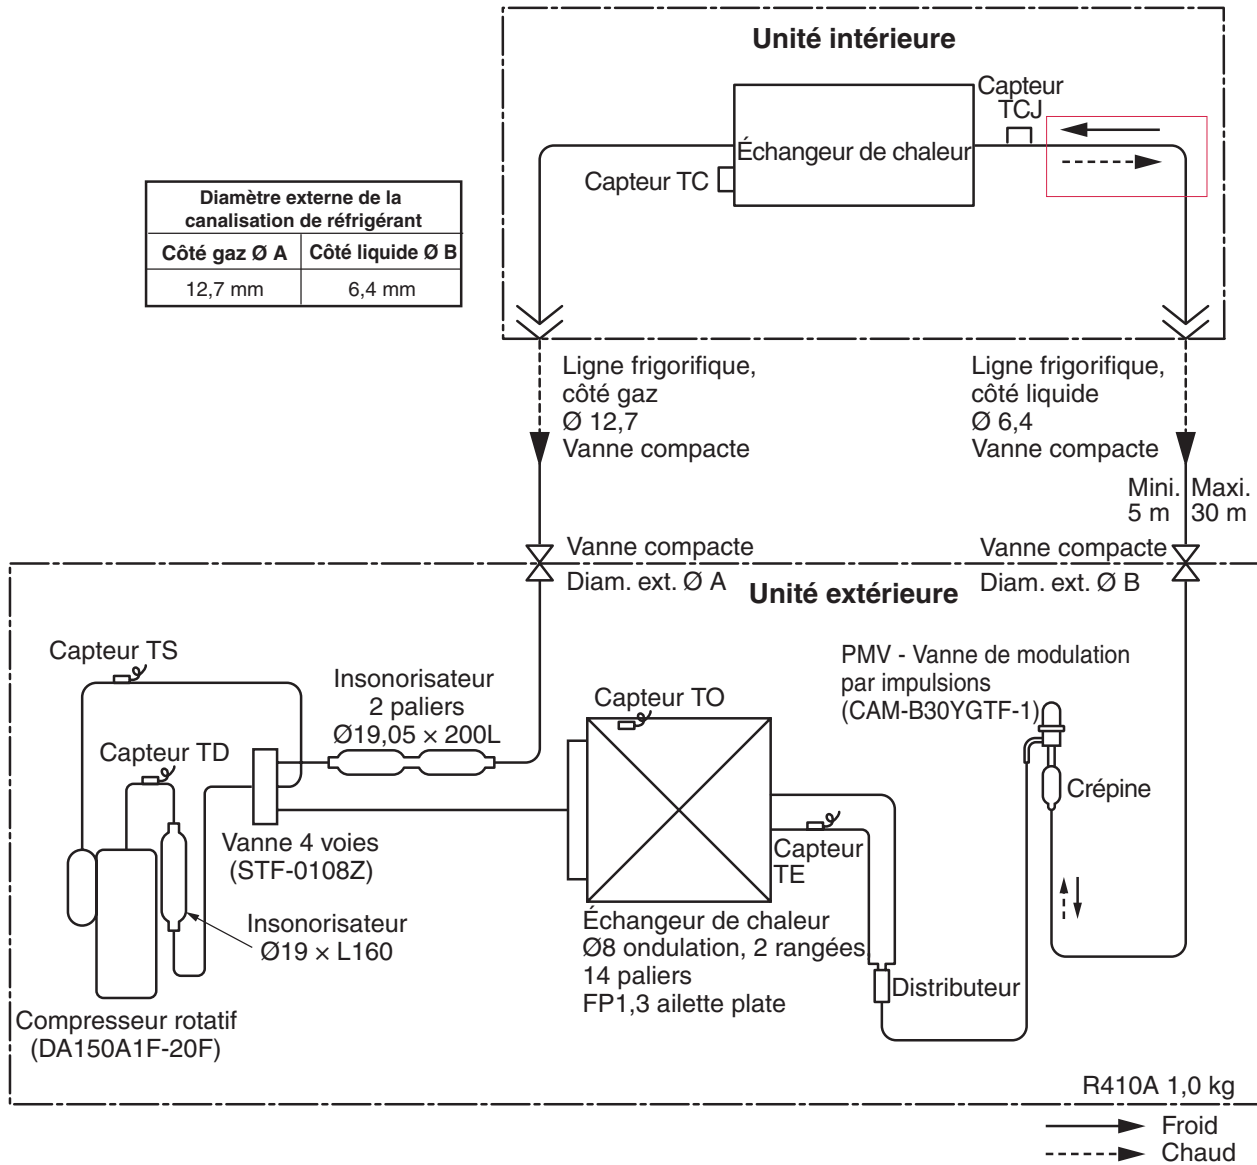 Unité intérieure
Capteur
TCJ
Échangeur de chaleur
Capteur TC
Diamètre externe de la
canalisation de réfrigérant
Côté gaz Ø A
Côté liquide Ø B
12,7 mm
6,4 mm
Ligne frigorifique,
côté gaz
Ø 12,7
Vanne compacte
Ligne frigorifique,
côté liquide
Ø 6,4
Vanne compacte
Mini.
5 m
Maxi.
30 m
Vanne compacte
Diam. ext. Ø A
Vanne compacte
Diam. ext. Ø B
Unité extérieure
Capteur TS
Insonorisateur
2 paliers
Ø19,05 × 200L
Capteur TD
Capteur TO
PMV - Vanne de modulation
par impulsions
(CAM-B30YGTF-1)
Crépine
Vanne 4 voies
(STF-0108Z)
Capteur
TE
Insonorisateur
Ø19 × L160
Échangeur de chaleur
Ø8 ondulation, 2 rangées,
14 paliers
FP1,3 ailette plate
Distributeur
Compresseur rotatif
(DA150A1F-20F)
R410A 1,0 kg
Froid
Chaud